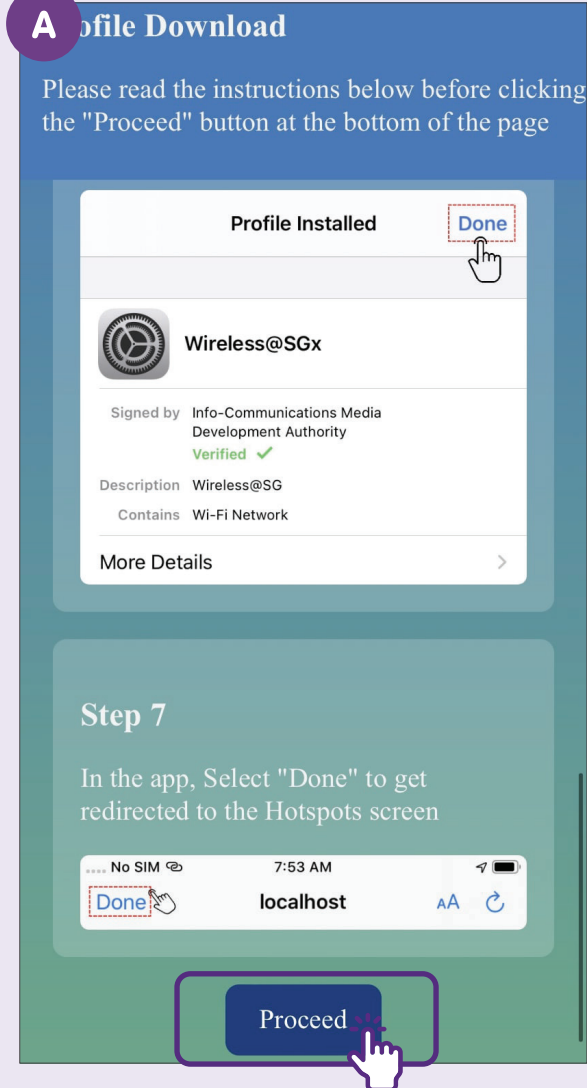 A
ofile Download
Please read the instructions below before clicking
the "Proceed" button at the bottom of the page
Profile Installed
Done
Wireless@SGx
Signed by Info-Communications Media
Development Authority
Verified ✓
Description Wireless@SG
Contains Wi-Fi Network
More Details >
Step 7
In the app, Select "Done" to get
redirected to the Hotspots screen
No SIM 7:53 AM
Done localhost AA
Proceed